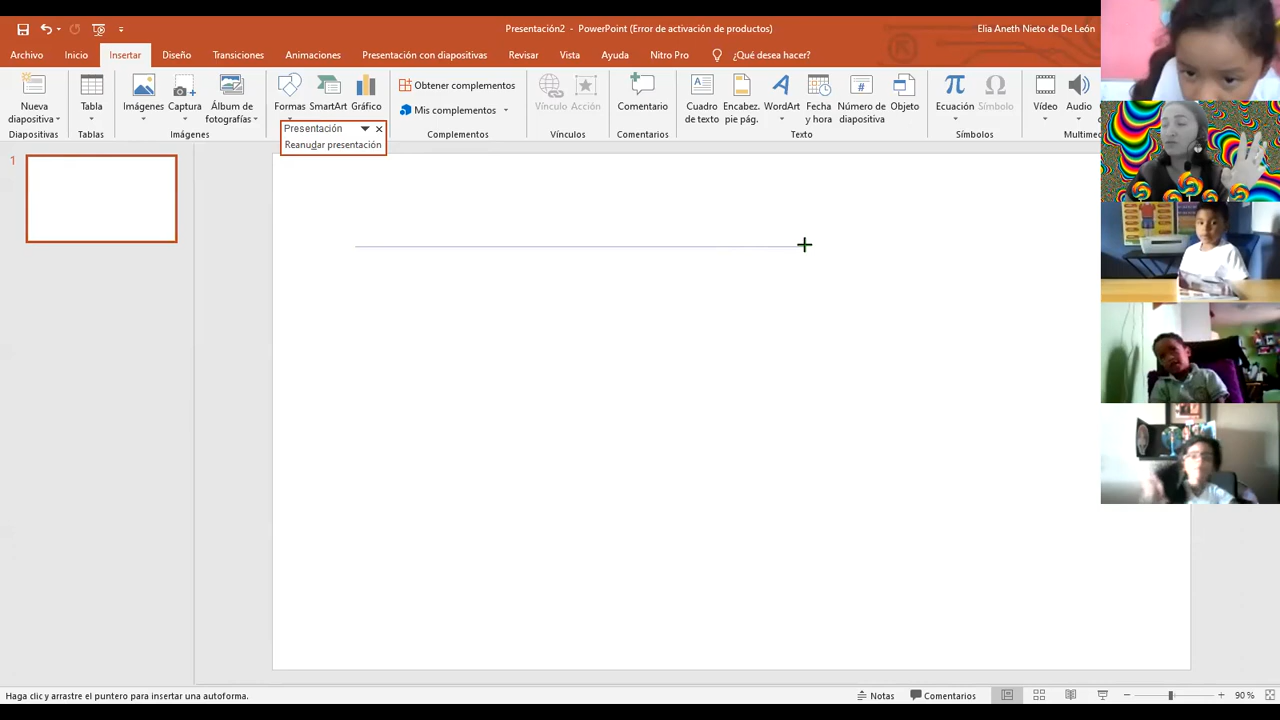 Presentación2 - PowerPoint (Error de activación de productos)
Elia Aneth Nieto de De León
Archivo Inicio Insertar Diseño Transiciones Animaciones Presentación con diapositivas Revisar Vista Ayuda Nitro Pro ¿Qué desea hacer?
Nueva diapositiva
Tabla
Imágenes
Captura
Álbum de fotografías
Formas
SmartArt
Gráfico
Obtener complementos
Mis complementos
Vínculo
Acción
Comentario
Cuadro de texto
Encabez. pie pág.
WordArt
Fecha y hora
Número de diapositiva
Objeto
Ecuación
Símbolo
Vídeo
Audio
Diapositivas
Tablas
Imágenes
Complementos
Vínculos
Comentarios
Texto
Símbolos
Multimed
Presentación
Reanudar presentación
1
Haga clic y arrastre el puntero para insertar una autoforma.
Notas
Comentarios
90 %